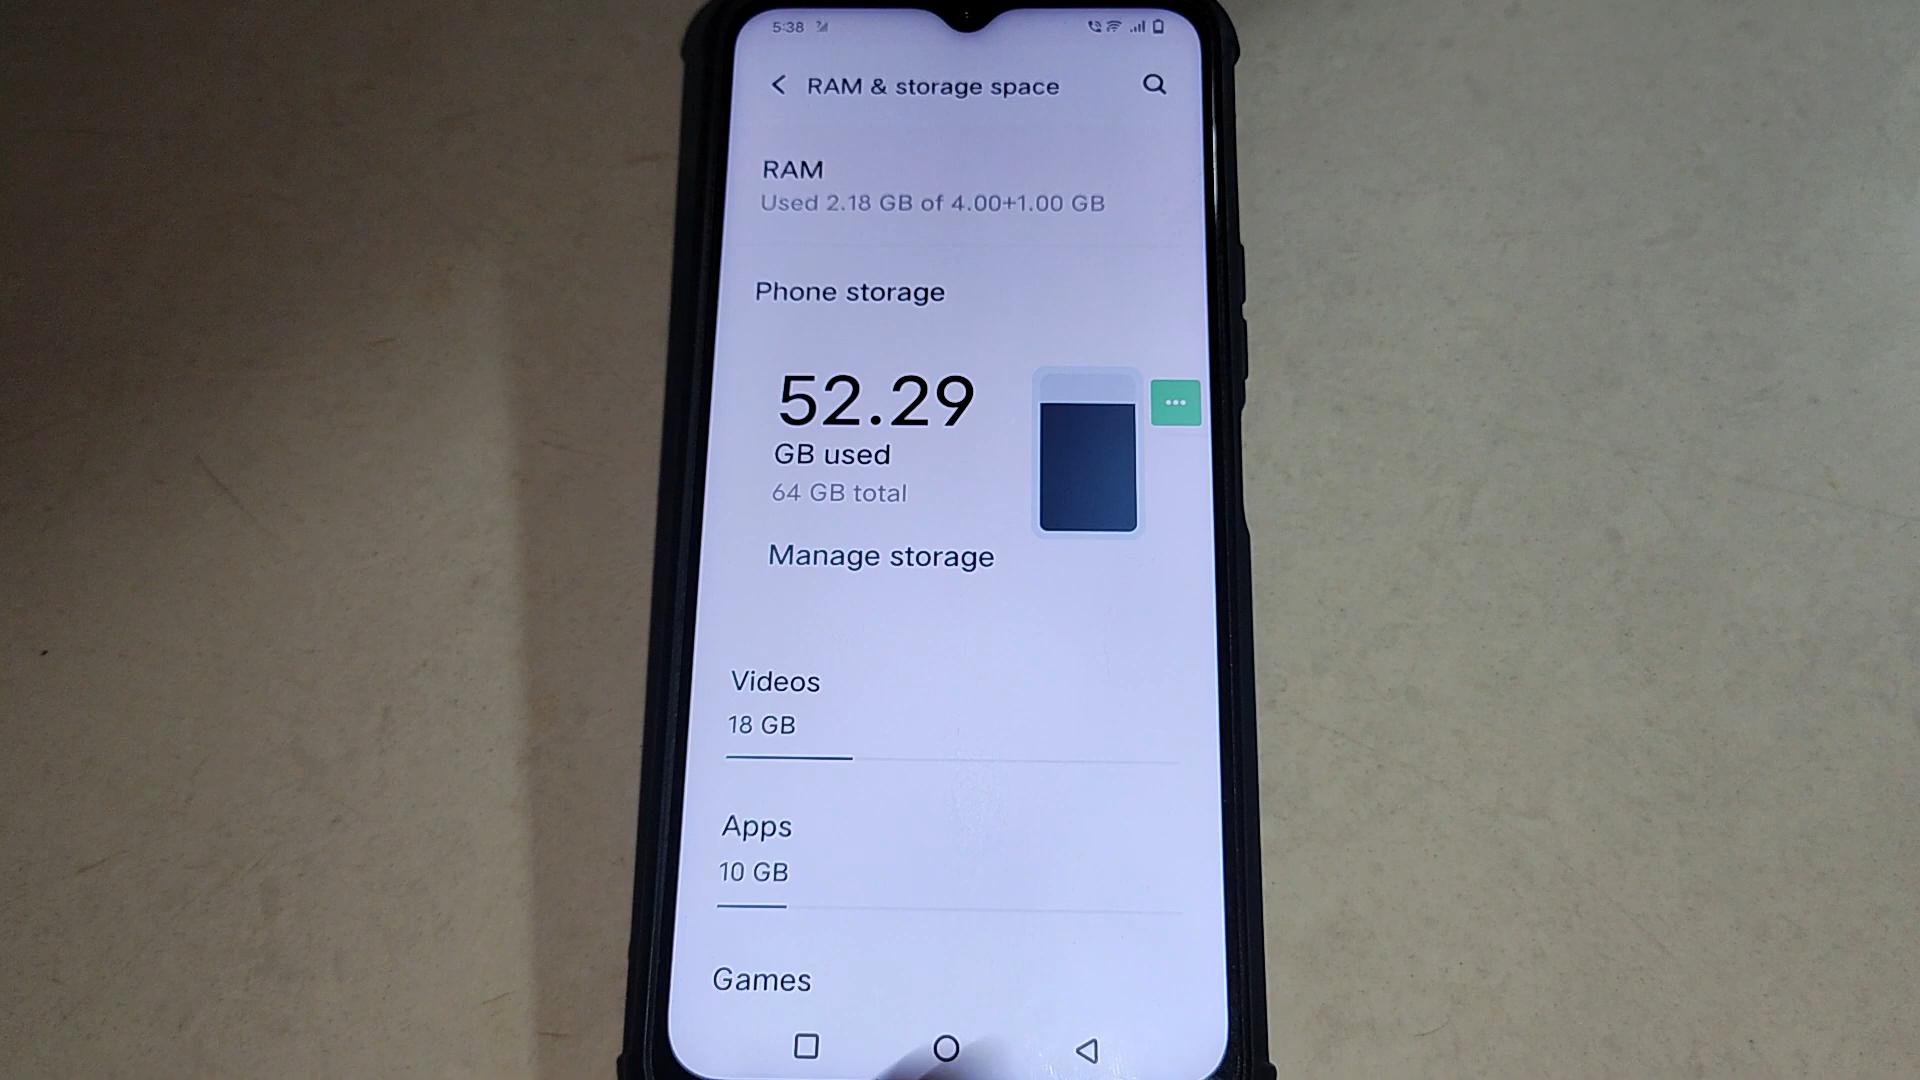 5:38
RAM & storage space
RAM
Used 2.18 GB of 4.00+1.00 GB
Phone storage
52.29
GB used
64 GB total
Manage storage
Videos
18 GB
Apps
10 GB
Games